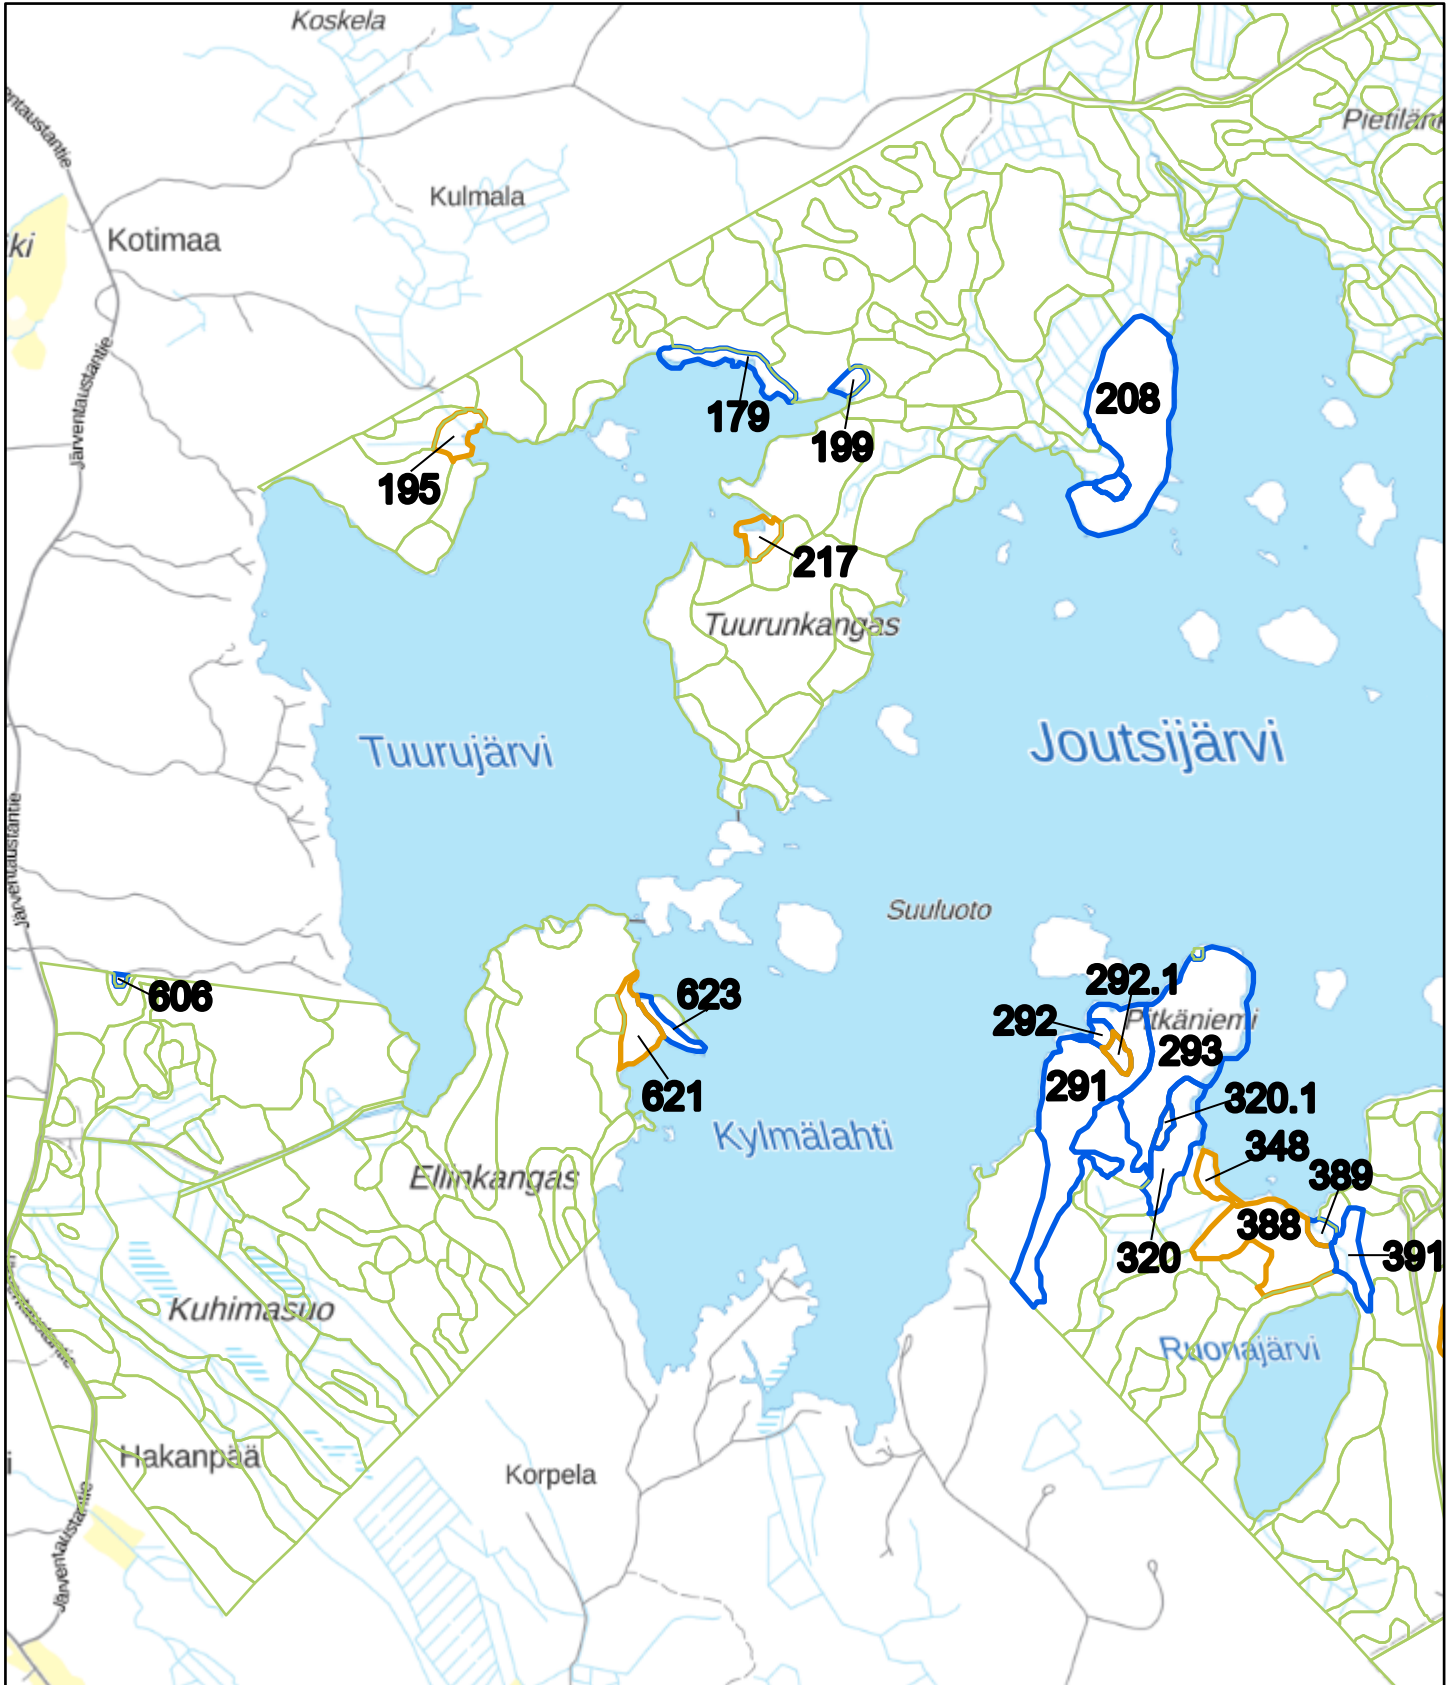 Koskela
Järventaustantie
Kulmala
Kotimaa
Järventaustantie
208
179
199
195
217
Tuurunkangas
Tuurujärvi
Joutsijärvi
Järventaustantie
Suuluoto
606
623
292.1
292
Pitkäniemi
293
291
621
320.1
Kylmälahti
348
389
Ellinkangas
388
320
391
Kuhimasuo
Ruonajärvi
Hakanpää
Korpela
Järventaustantie